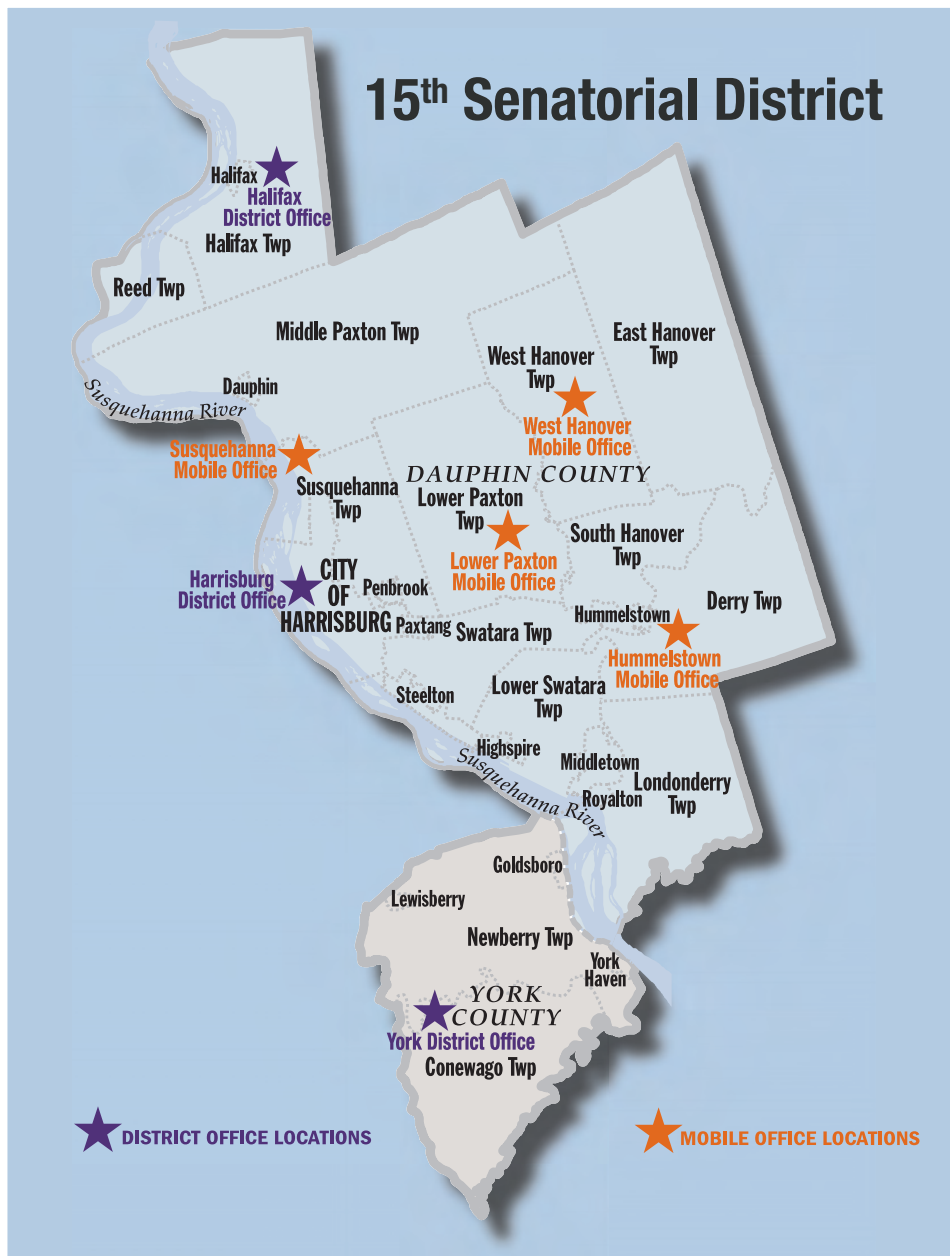 15th Senatorial District
Halifax
Halifax
District Office
Halifax Twp
Reed Twp
Middle Paxton Twp
East Hanover
Twp
West Hanover
Twp
West Hanover
Mobile Office
Dauphin
Susquehanna River
Susquehanna
Mobile Office
DAUPHIN COUNTY
Susquehanna
Twp
Lower Paxton
Twp
Lower Paxton
Mobile Office
South Hanover
Twp
Harrisburg
District Office
CITY
OF
HARRISBURG
Penbrook
Paxtang
Swatara Twp
Hummelstown
Derry Twp
Hummelstown
Mobile Office
Steelton
Lower Swatara
Twp
Highspire
Susquehanna River
Middletown
Royalton
Londonderry
Twp
Goldsboro
Lewisberry
Newberry Twp
York
Haven
YORK
COUNTY
York District Office
Conewago Twp
DISTRICT OFFICE LOCATIONS
MOBILE OFFICE LOCATIONS